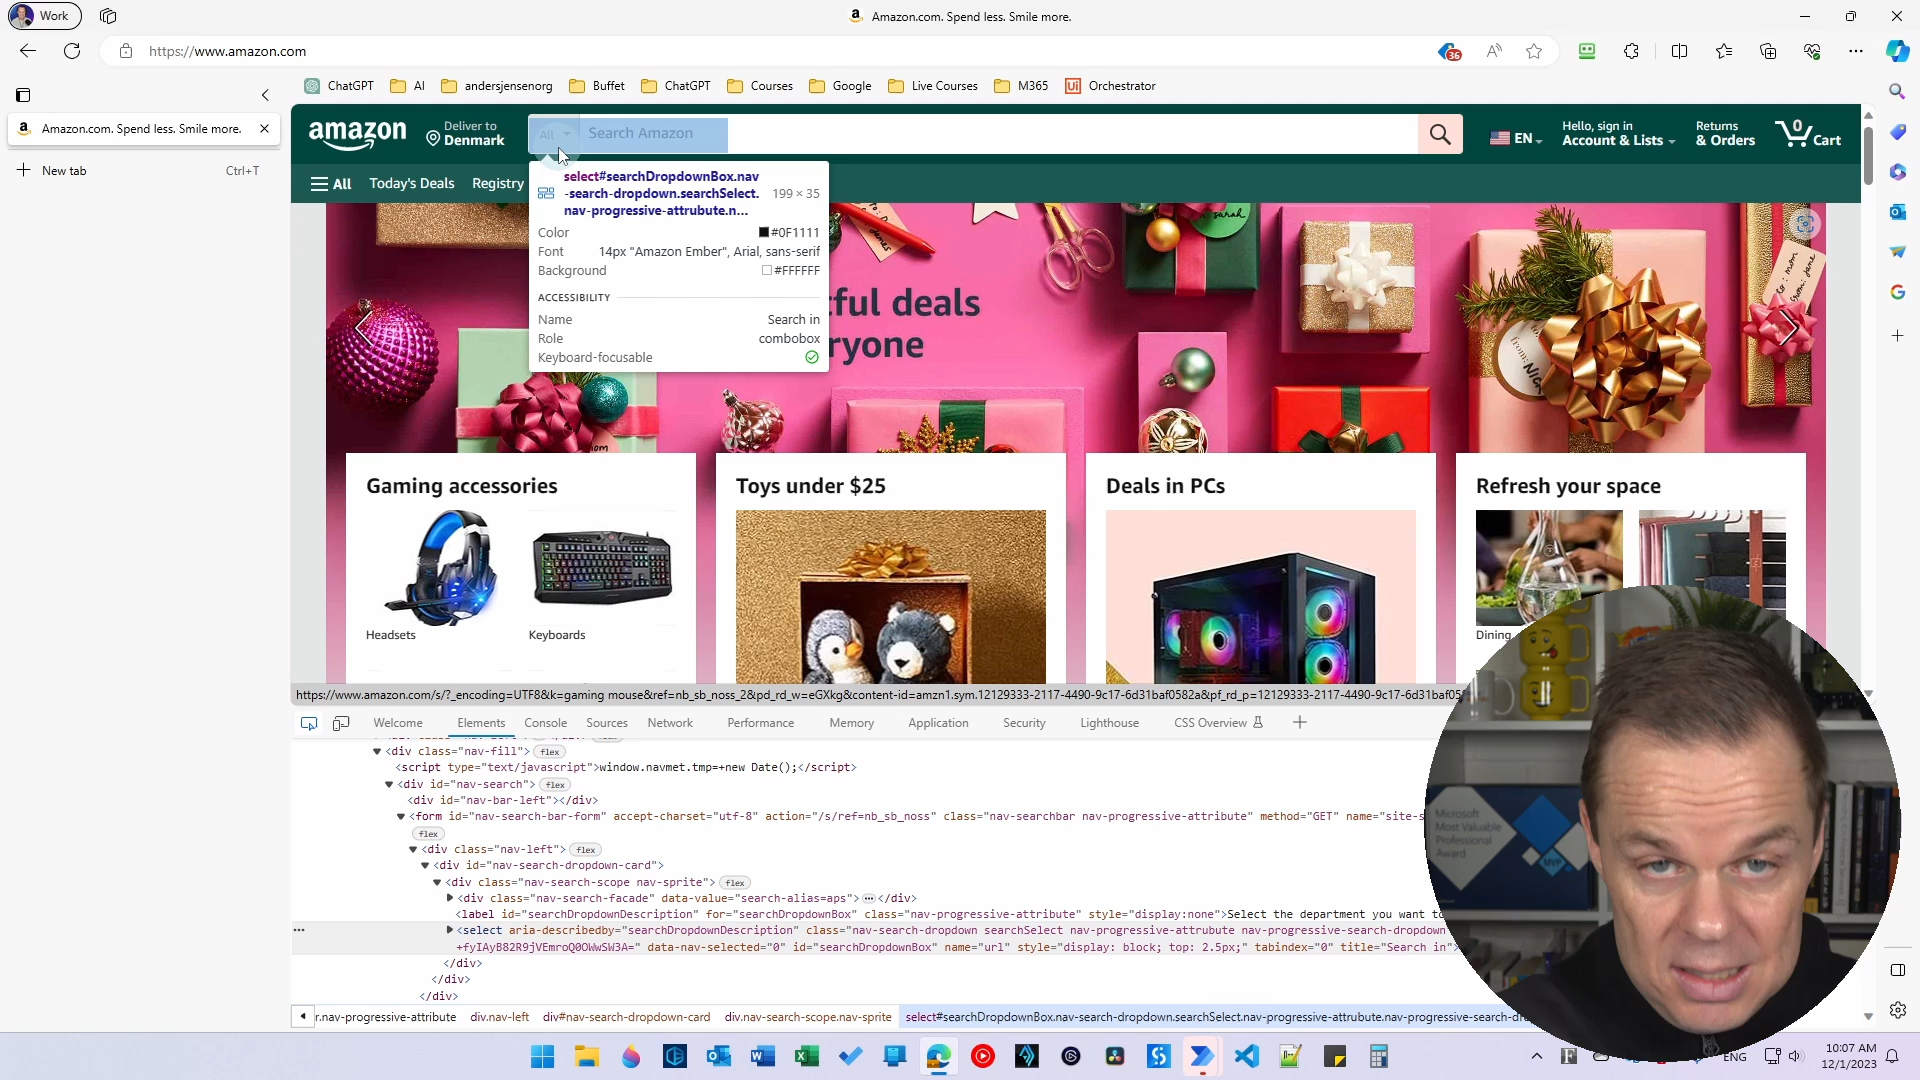 Work
Amazon.com. Spend less. Smile more.
https://www.amazon.com
36
ChatGPT
AI
andersjensenorg
Buffet
ChatGPT
Courses
Google
Live Courses
M365
Ui
Orchestrator
Amazon.com. Spend less. Smile more.
New tab
Ctrl+T
amazon
Deliver to
Denmark
All
Search Amazon
EN
Hello, sign in
Account & Lists
Returns
& Orders
0
Cart
All
Today's Deals
Registry
select#searchDropdownBox.nav
-search-dropdown.searchSelect.
nav-progressive-attrubute.n...
199 × 35
Color
#0F1111
Font
14px "Amazon Ember", Arial, sans-serif
Background
#FFFFFF
ACCESSIBILITY
Name
Search in
Role
combobox
Keyboard-focusable
ful deals
ryone
Gaming accessories
Headsets
Keyboards
Toys under $25
Deals in PCs
Refresh your space
Dining
https://www.amazon.com/s/?_encoding=UTF8&k=gaming mouse&ref=nb_sb_noss_2&pd_rd_w=eGXkg&content-id=amzn1.sym.12129333-2117-4490-9c17-6d31baf0582a&pf_rd_p=12129333-2117-4490-9c17-6d31baf05
Welcome
Elements
Console
Sources
Network
Performance
Memory
Application
Security
Lighthouse
CSS Overview
<div class="nav-fill"> flex
<script type="text/javascript">window.navmet.tmp=+new Date();</script>
<div id="nav-search"> flex
<div id="nav-bar-left"></div>
<form id="nav-search-bar-form" accept-charset="utf-8" action="/s/ref=nb_sb_noss" class="nav-searchbar nav-progressive-attribute" method="GET" name="site-s
flex
<div class="nav-left"> flex
<div id="nav-search-dropdown-card">
<div class="nav-search-scope nav-sprite"> flex
<div class="nav-search-facade" data-value="search-alias=aps"> … </div>
<label id="searchDropdownDescription" for="searchDropdownBox" class="nav-progressive-attribute" style="display:none">Select the department you want to
<select aria-describedby="searchDropdownDescription" class="nav-search-dropdown searchSelect nav-progressive-attrubute nav-progressive-search-dropdown
+fyIAyB82R9jVEmroQ0OWwSW3A=" data-nav-selected="0" id="searchDropdownBox" name="url" style="display: block; top: 2.5px;" tabindex="0" title="Search in">
</div>
</div>
</div>
r.nav-progressive-attribute
div.nav-left
div#nav-search-dropdown-card
div.nav-search-scope.nav-sprite
select#searchDropdownBox.nav-search-dropdown.searchSelect.nav-progressive-attrubute.nav-progressive-search-dr
Microsoft
Most Valuable
Professional
Award
MVP
ENG
10:07 AM
12/1/2023